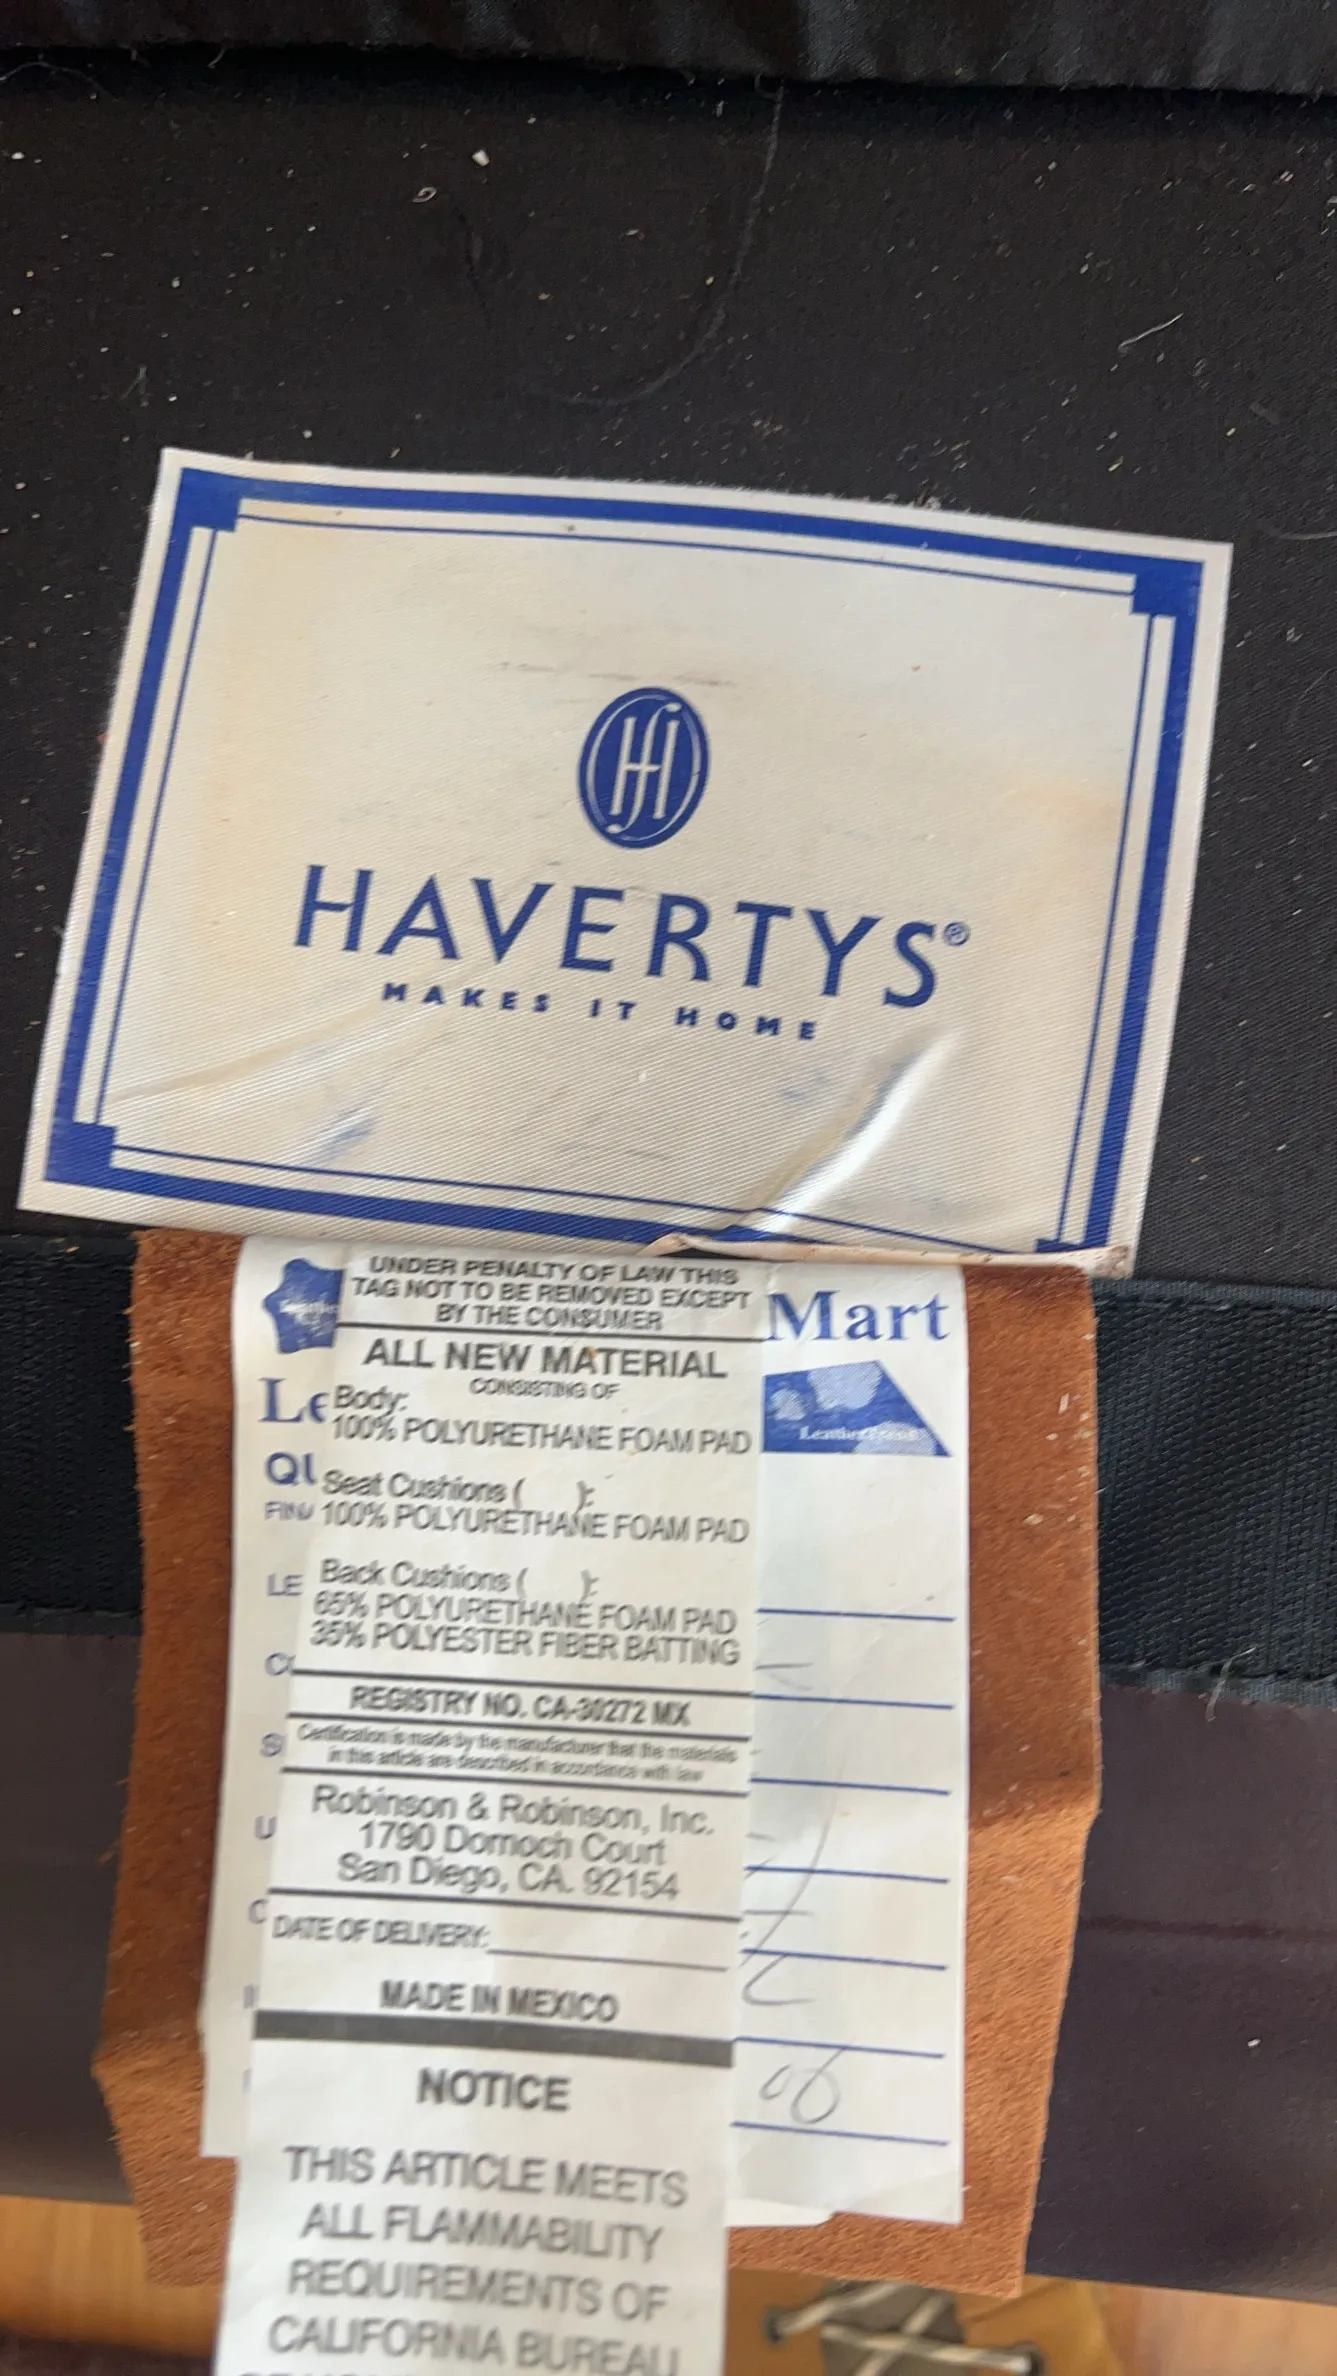 HAVERTYS®
MAKES IT HOME
UNDER PENALTY OF LAW THIS
TAG NOT TO BE REMOVED EXCEPT
BY THE CONSUMER
Mart
ALL NEW MATERIAL
CONSISTING OF
Body:
100% POLYURETHANE FOAM PAD
Seat Cushions ( ):
100% POLYURETHANE FOAM PAD
Back Cushions ( ):
65% POLYURETHANE FOAM PAD
35% POLYESTER FIBER BATTING
REGISTRY NO. CA-30272 MX
Certification is made by the manufacturer that the materials
in this article are described in accordance with law
Robinson & Robinson, Inc.
1790 Dornoch Court
San Diego, CA. 92154
DATE OF DELIVERY:
MADE IN MEXICO
NOTICE
THIS ARTICLE MEETS
ALL FLAMMABILITY
REQUIREMENTS OF
CALIFORNIA BUREAU